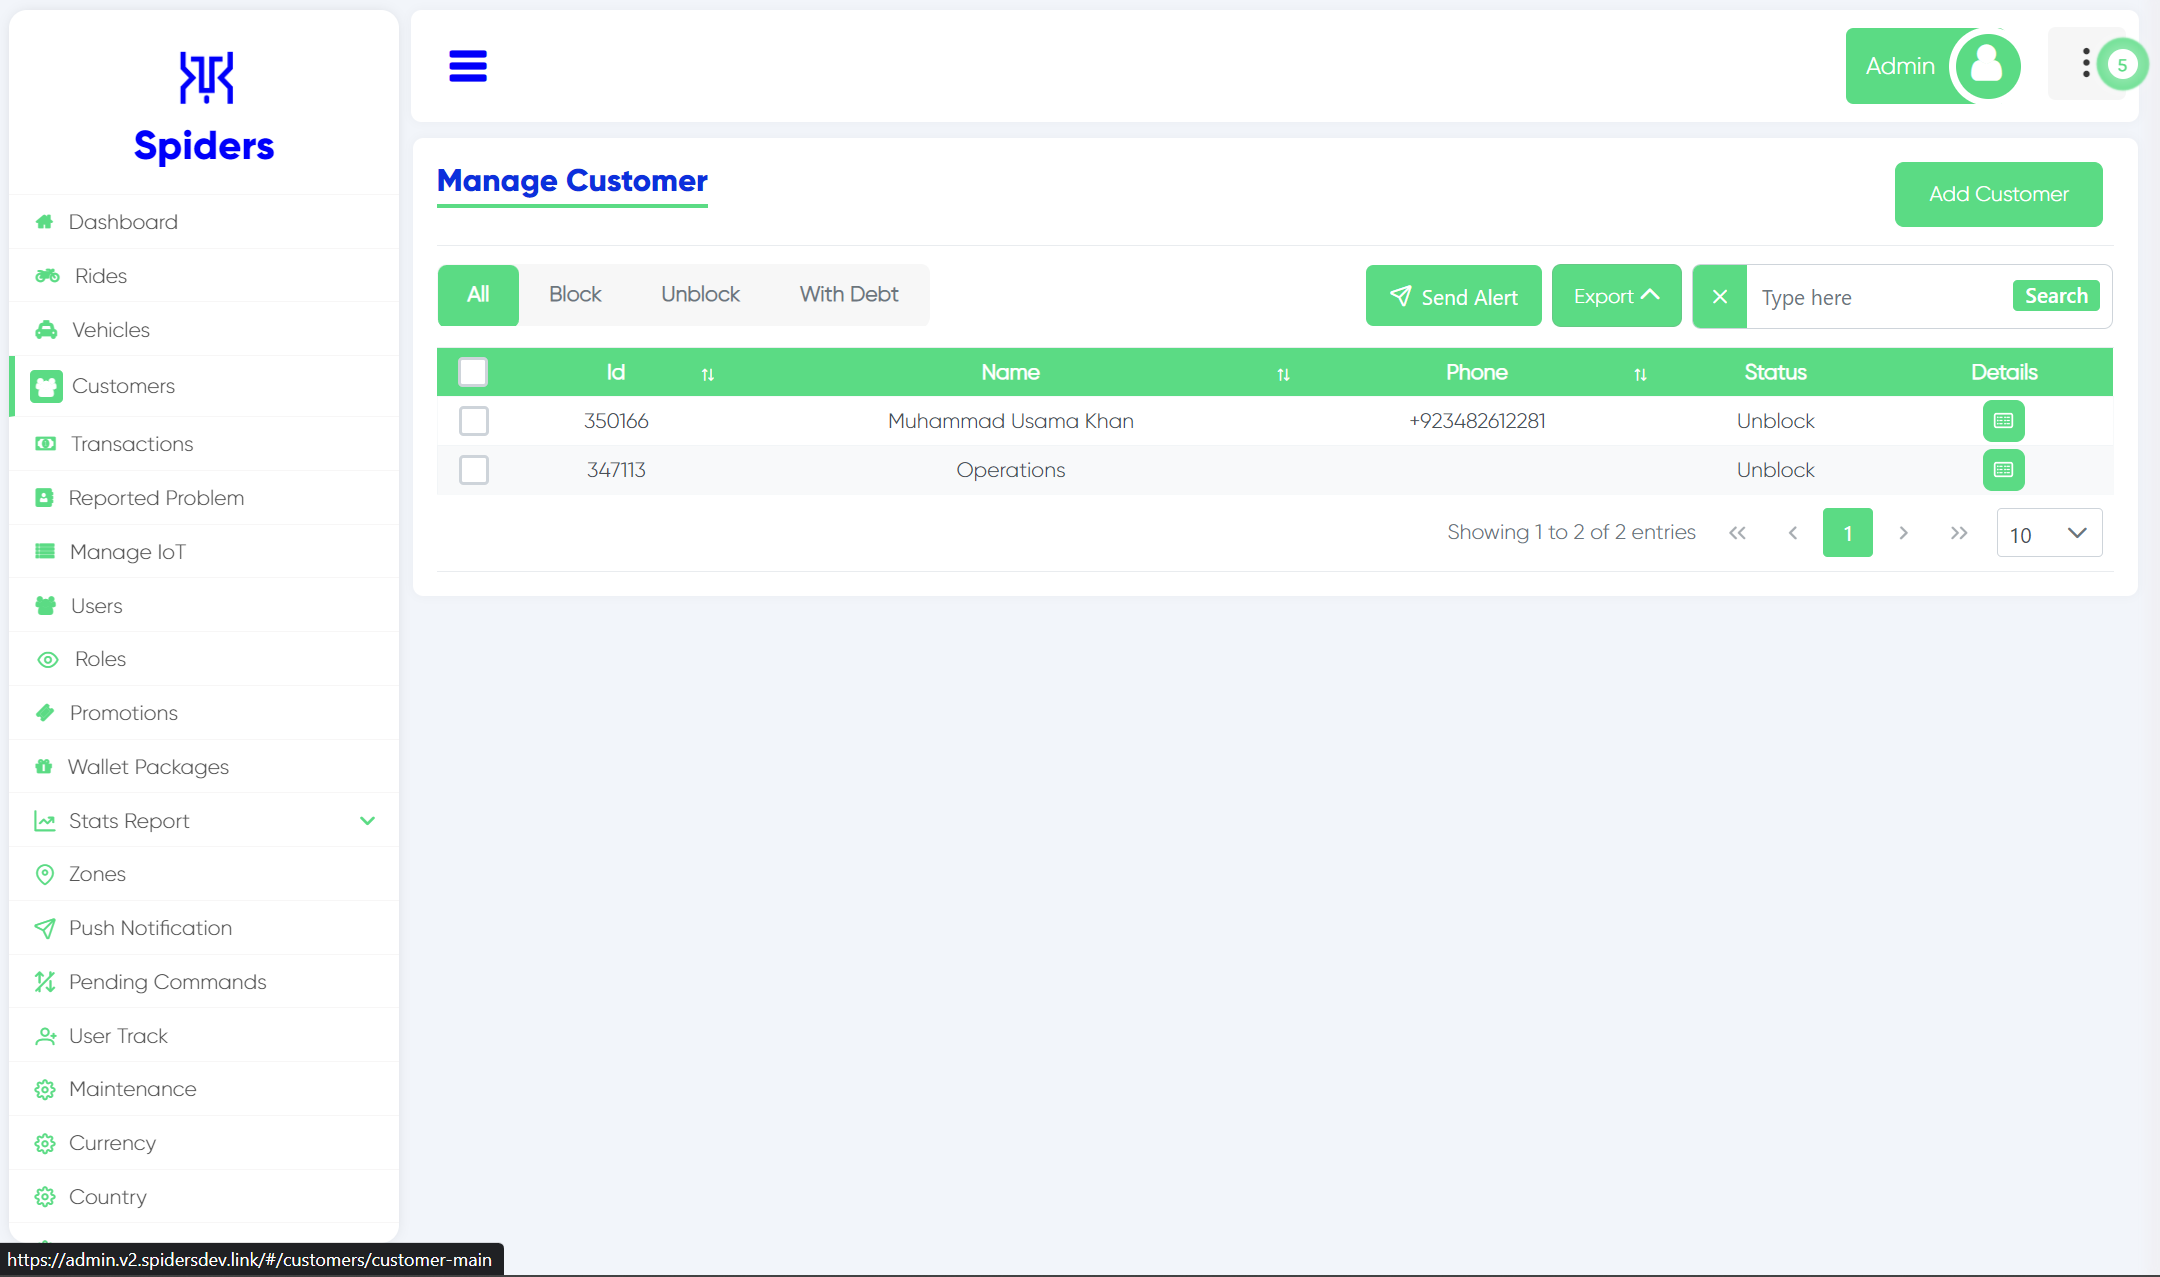 Spiders
Dashboard
Rides
Vehicles
Customers
Transactions
Reported Problem
Manage IoT
Users
Roles
Promotions
Wallet Packages
Stats Report
Zones
Push Notification
Pending Commands
User Track
Maintenance
Currency
Country
Admin
5
Manage Customer
Add Customer
All Block Unblock With Debt
Send Alert Export Type here Search
Id Name Phone Status Details
350166 Muhammad Usama Khan +923482612281 Unblock
347113 Operations Unblock
Showing 1 to 2 of 2 entries « ‹ 1 › » 10
https://admin.v2.spidersdev.link/#/customers/customer-main